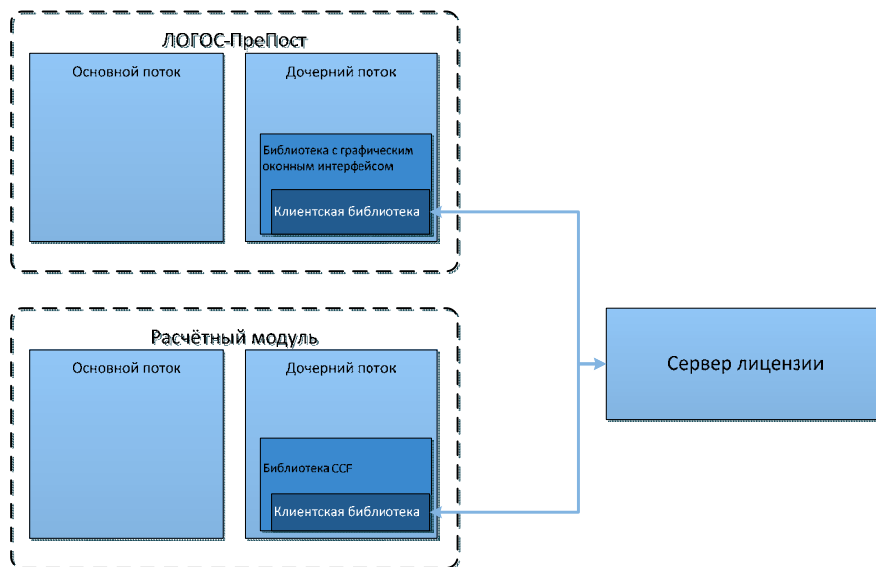 ЛОГОС-ПреПост
Основной поток
Дочерний поток
Библиотека с графическим
оконным интерфейсом
Клиентская библиотека
Расчётный модуль
Основной поток
Дочерний поток
Библиотека CCF
Клиентская библиотека
Сервер лицензии